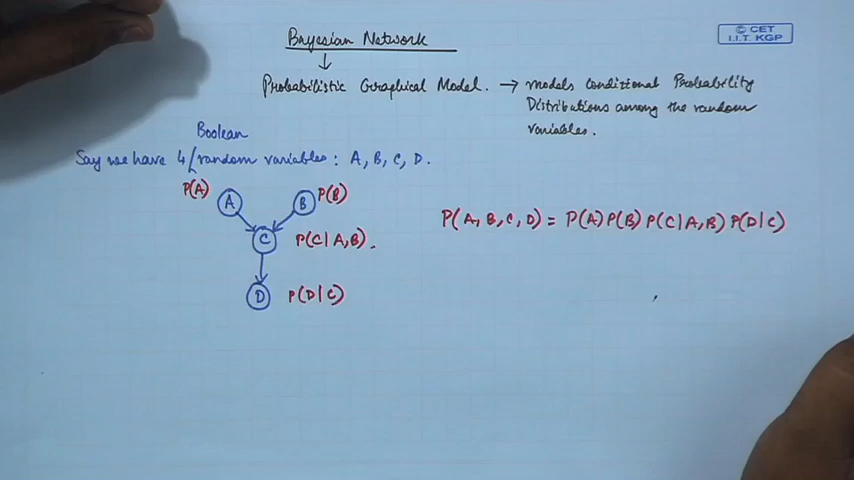 Bayesian Network
© CET
I.I.T. KGP
Probabilistic Graphical Model. → models Conditional Probability
Distributions among the random
variables.
Boolean
Say we have 4 random variables: A, B, C, D.
P(A) A B P(B)
P(A, B, C, D) = P(A) P(B) P(C|A,B) P(D|C)
C P(C|A,B).
D P(D|C)